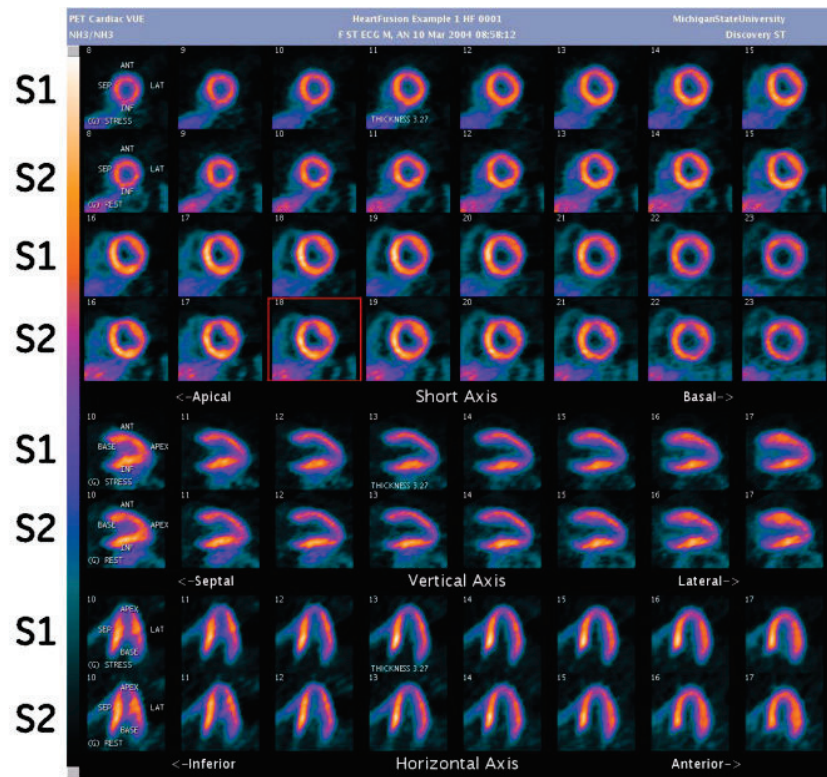 PET Cardiac VUE HeartFusion Example 1 HF 0001 MichiganStateUniversity
NH3/NH3 F ST ECG M, AN 10 Mar 2004 08:58:12 Discovery ST
S1
8 9 10 11 12 13 14 15
ANT
SEP LAT
INF
(G) STRESS THICKNESS 3.27
S2
8 9 10 11 12 13 14 15
ANT
SEP LAT
INF
(G) REST
S1
16 17 18 19 20 21 22 23
S2
16 17 18 19 20 21 22 23
<-Apical Short Axis Basal->
S1
10 11 12 13 14 15 16 17
ANT
BASE APEX
INF
(G) STRESS THICKNESS 3.27
S2
10 11 12 13 14 15 16 17
ANT
BASE APEX
INF
(G) REST
<-Septal Vertical Axis Lateral->
S1
10 11 12 13 14 15 16 17
APEX
SEP LAT
BASE
(G) STRESS THICKNESS 3.27
S2
10 11 12 13 14 15 16 17
APEX
SEP LAT
BASE
(G) REST
<-Inferior Horizontal Axis Anterior->